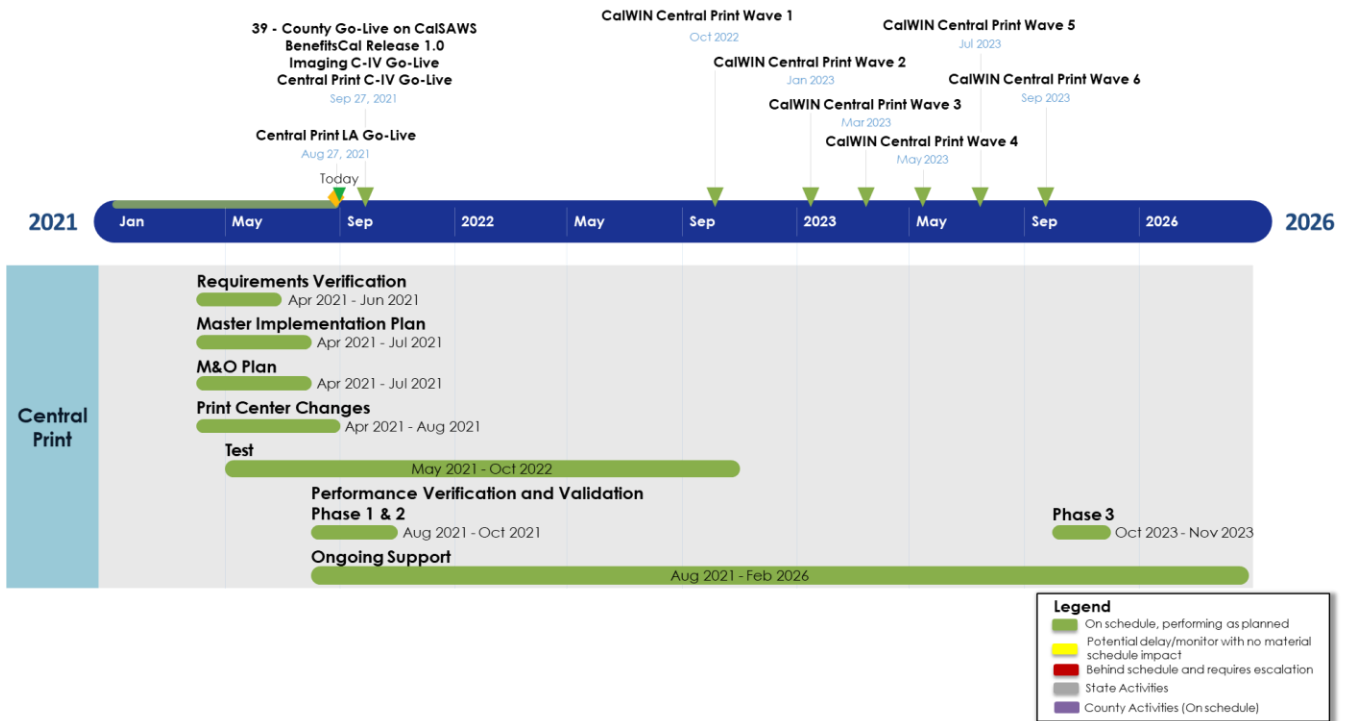 39 - County Go-Live on CalSAWS
BenefitsCal Release 1.0
Imaging C-IV Go-Live
Central Print C-IV Go-Live
Sep 27, 2021
Central Print LA Go-Live
Aug 27, 2021
Today
CalWIN Central Print Wave 1
Oct 2022
CalWIN Central Print Wave 2
Jan 2023
CalWIN Central Print Wave 3
Mar 2023
CalWIN Central Print Wave 4
May 2023
CalWIN Central Print Wave 5
Jul 2023
CalWIN Central Print Wave 6
Sep 2023
2021 Jan May Sep 2022 May Sep 2023 May Sep 2026 2026
Central
Print
Requirements Verification
Apr 2021 - Jun 2021
Master Implementation Plan
Apr 2021 - Jul 2021
M&O Plan
Apr 2021 - Jul 2021
Print Center Changes
Apr 2021 - Aug 2021
Test
May 2021 - Oct 2022
Performance Verification and Validation
Phase 1 & 2
Aug 2021 - Oct 2021
Phase 3
Oct 2023 - Nov 2023
Ongoing Support
Aug 2021 - Feb 2026
Legend
On schedule, performing as planned
Potential delay/monitor with no material
schedule impact
Behind schedule and requires escalation
State Activities
County Activities (On schedule)